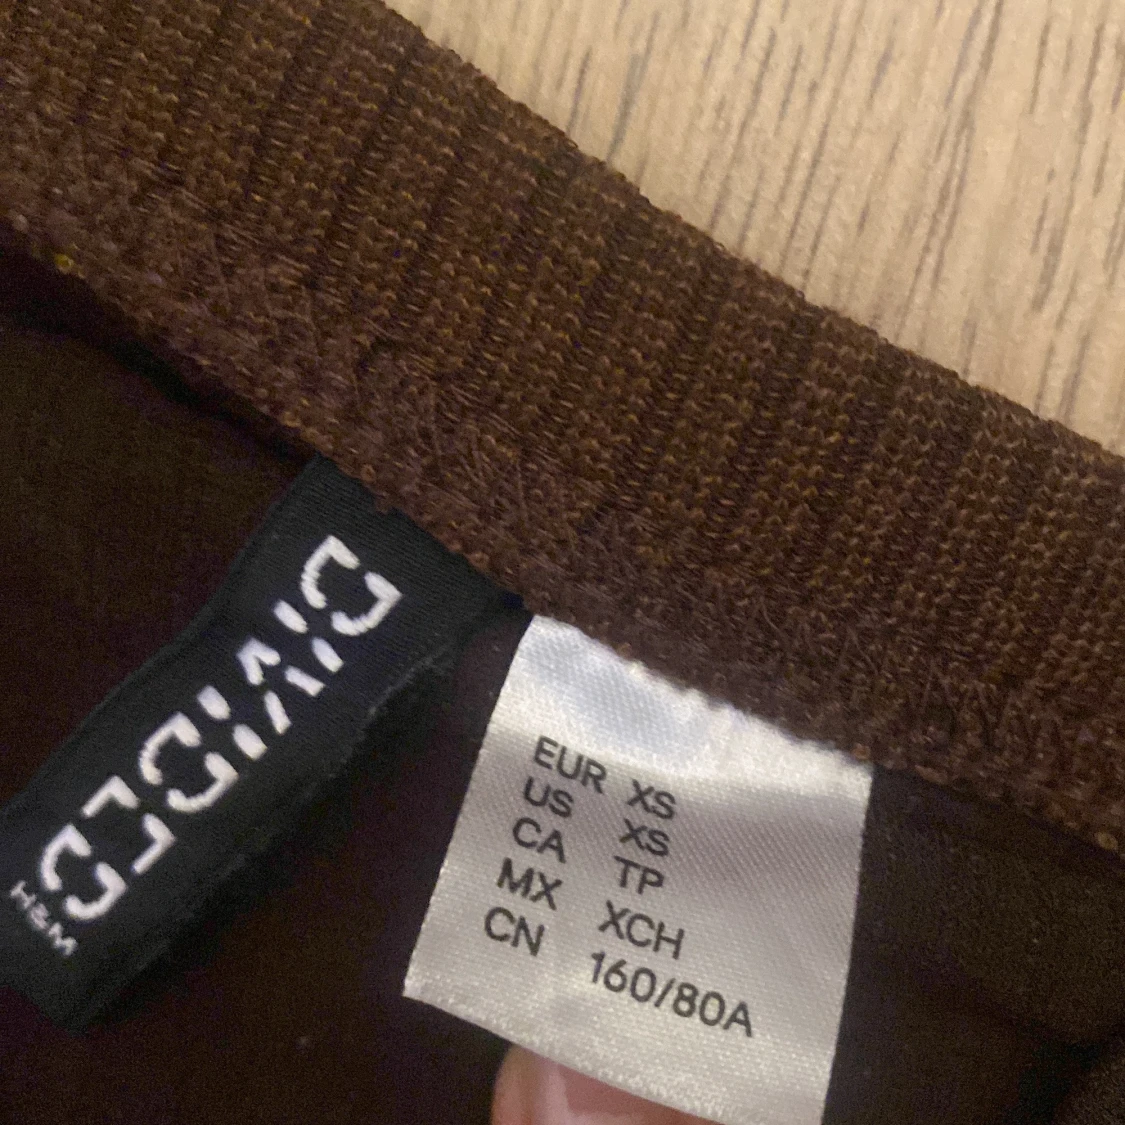 DIVIDED
H&M
EUR XS
US XS
CA TP
MX XCH
CN 160/80A